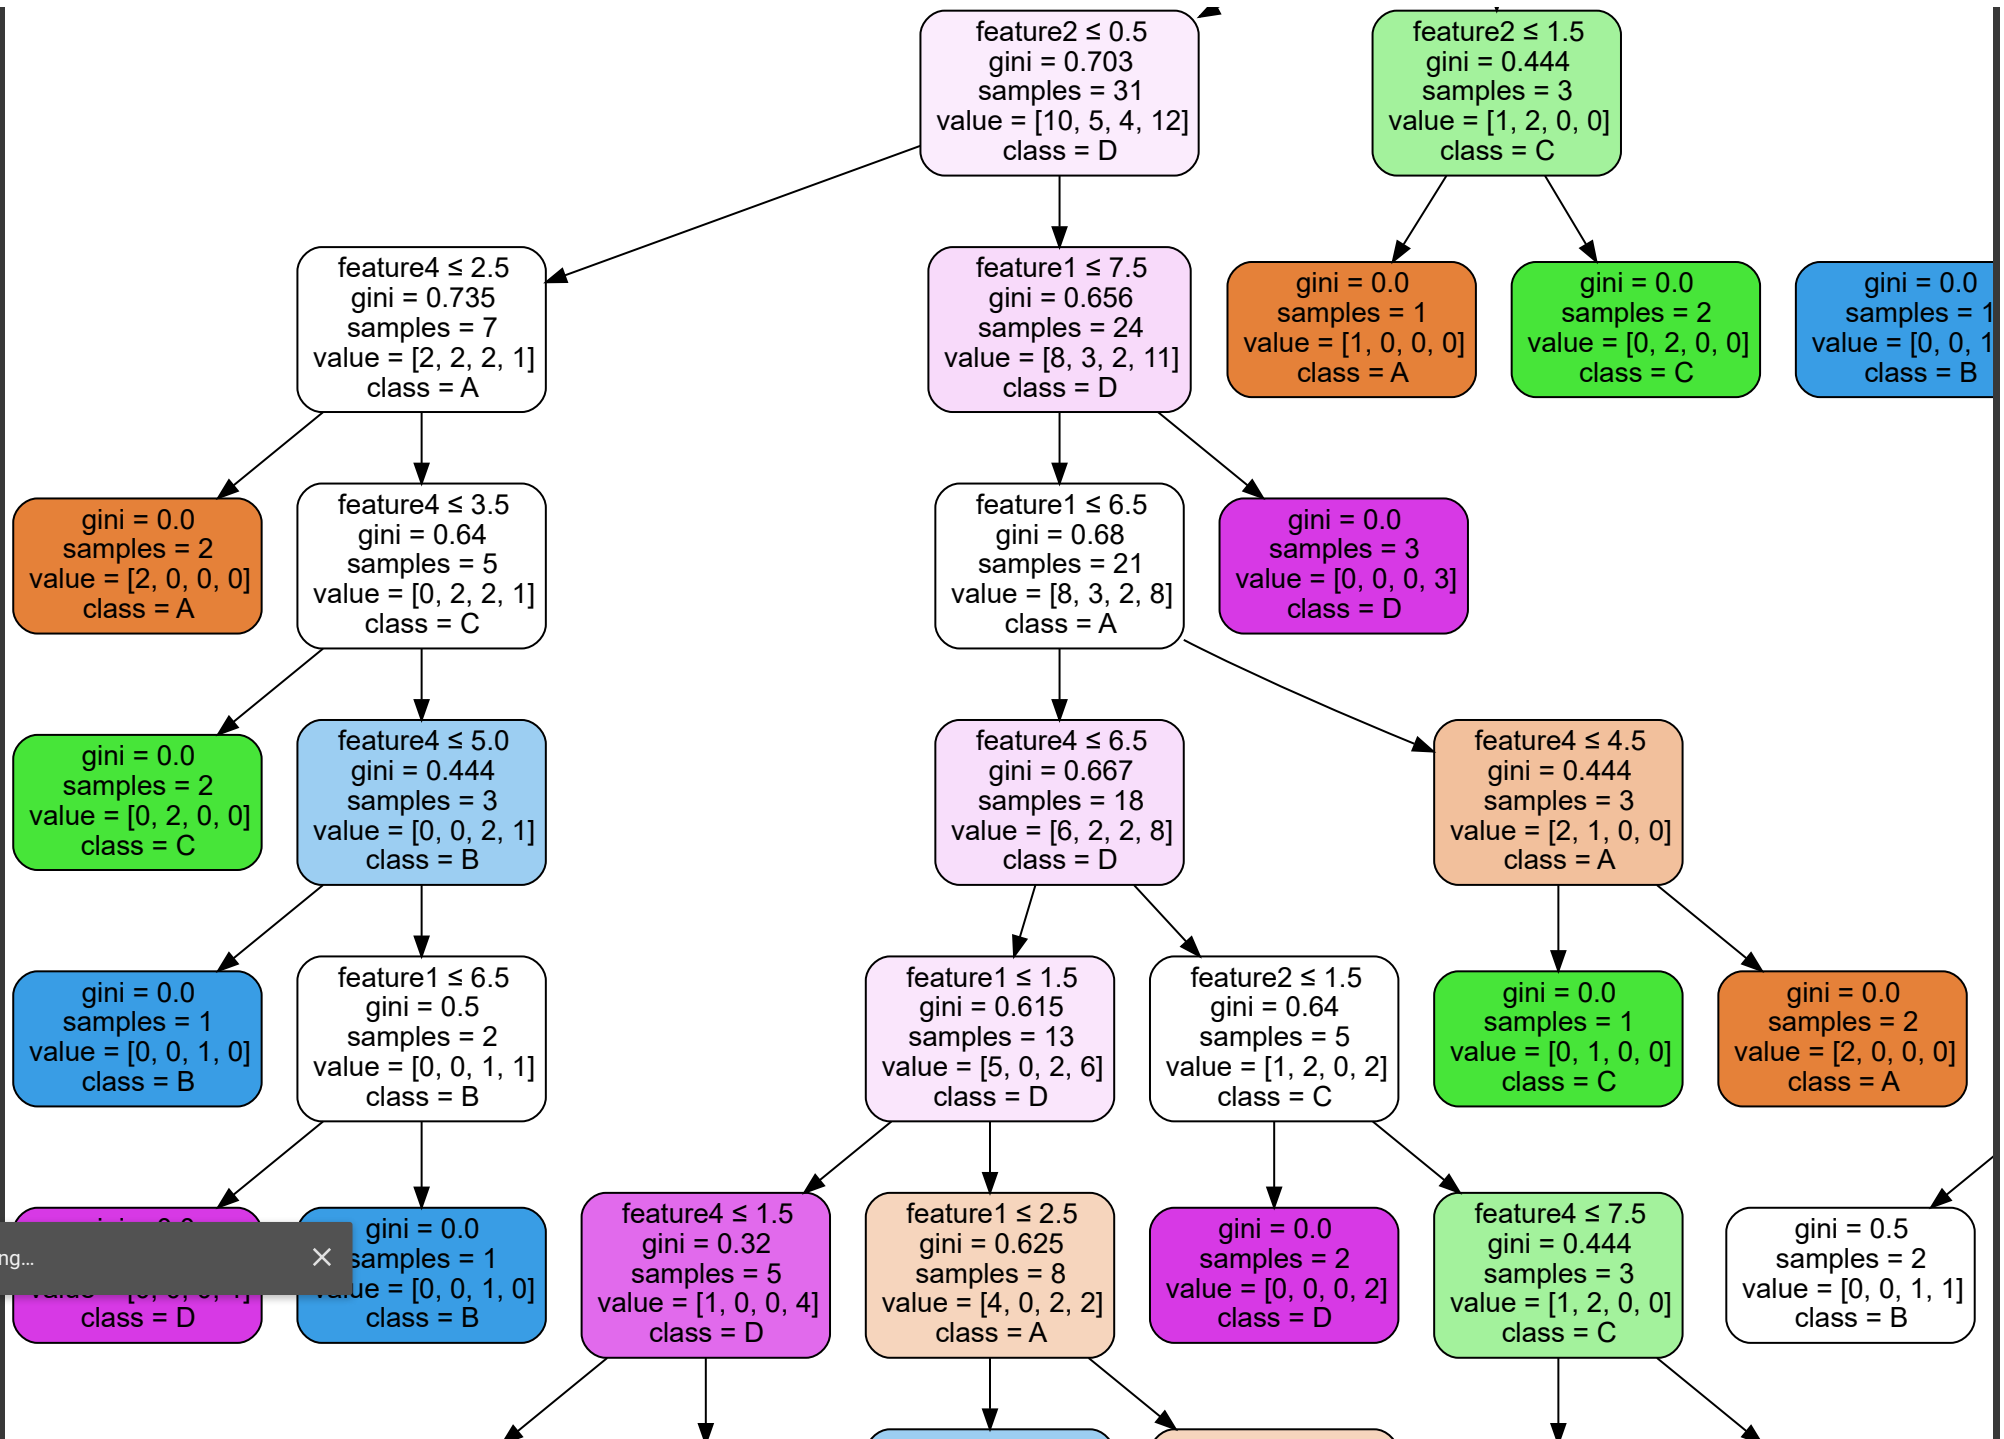 feature2 ≤ 0.5
gini = 0.703
samples = 31
value = [10, 5, 4, 12]
class = D
feature2 ≤ 1.5
gini = 0.444
samples = 3
value = [1, 2, 0, 0]
class = C
feature4 ≤ 2.5
gini = 0.735
samples = 7
value = [2, 2, 2, 1]
class = A
feature1 ≤ 7.5
gini = 0.656
samples = 24
value = [8, 3, 2, 11]
class = D
gini = 0.0
samples = 1
value = [1, 0, 0, 0]
class = A
gini = 0.0
samples = 2
value = [0, 2, 0, 0]
class = C
gini = 0.0
samples = 1
value = [0, 0, 1
class = B
gini = 0.0
samples = 2
value = [2, 0, 0, 0]
class = A
feature4 ≤ 3.5
gini = 0.64
samples = 5
value = [0, 2, 2, 1]
class = C
feature1 ≤ 6.5
gini = 0.68
samples = 21
value = [8, 3, 2, 8]
class = A
gini = 0.0
samples = 3
value = [0, 0, 0, 3]
class = D
gini = 0.0
samples = 2
value = [0, 2, 0, 0]
class = C
feature4 ≤ 5.0
gini = 0.444
samples = 3
value = [0, 0, 2, 1]
class = B
feature4 ≤ 6.5
gini = 0.667
samples = 18
value = [6, 2, 2, 8]
class = D
feature4 ≤ 4.5
gini = 0.444
samples = 3
value = [2, 1, 0, 0]
class = A
gini = 0.0
samples = 1
value = [0, 0, 1, 0]
class = B
feature1 ≤ 6.5
gini = 0.5
samples = 2
value = [0, 0, 1, 1]
class = B
feature1 ≤ 1.5
gini = 0.615
samples = 13
value = [5, 0, 2, 6]
class = D
feature2 ≤ 1.5
gini = 0.64
samples = 5
value = [1, 2, 0, 2]
class = C
gini = 0.0
samples = 1
value = [0, 1, 0, 0]
class = C
gini = 0.0
samples = 2
value = [2, 0, 0, 0]
class = A
ng...
class = D
gini = 0.0
samples = 1
value = [0, 0, 1, 0]
class = B
feature4 ≤ 1.5
gini = 0.32
samples = 5
value = [1, 0, 0, 4]
class = D
feature1 ≤ 2.5
gini = 0.625
samples = 8
value = [4, 0, 2, 2]
class = A
gini = 0.0
samples = 2
value = [0, 0, 0, 2]
class = D
feature4 ≤ 7.5
gini = 0.444
samples = 3
value = [1, 2, 0, 0]
class = C
gini = 0.5
samples = 2
value = [0, 0, 1, 1]
class = B